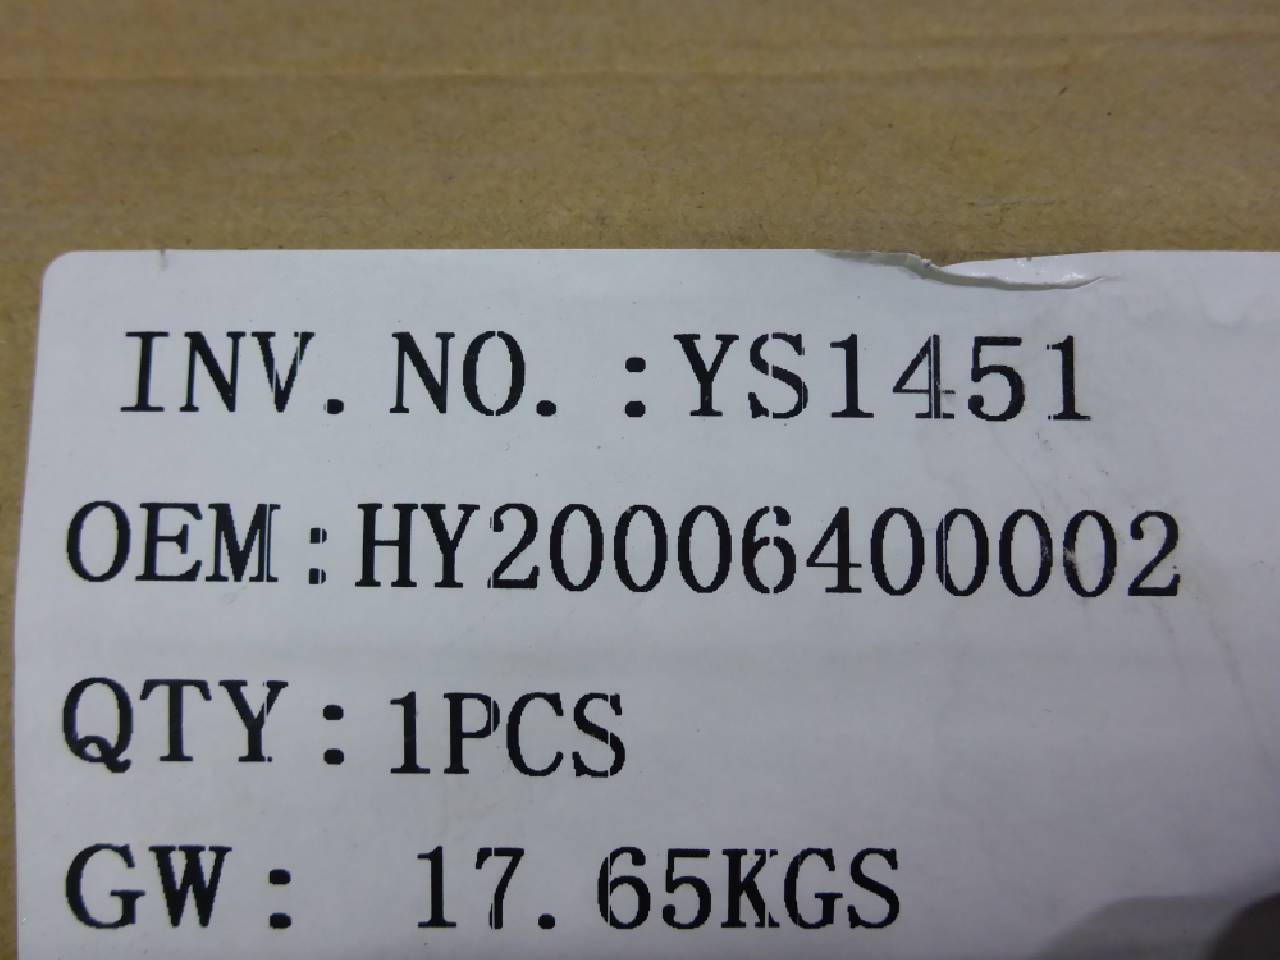 INV. NO. :YS1451
OEM:HY20006400002
QTY:1PCS
GW: 17.65KGS